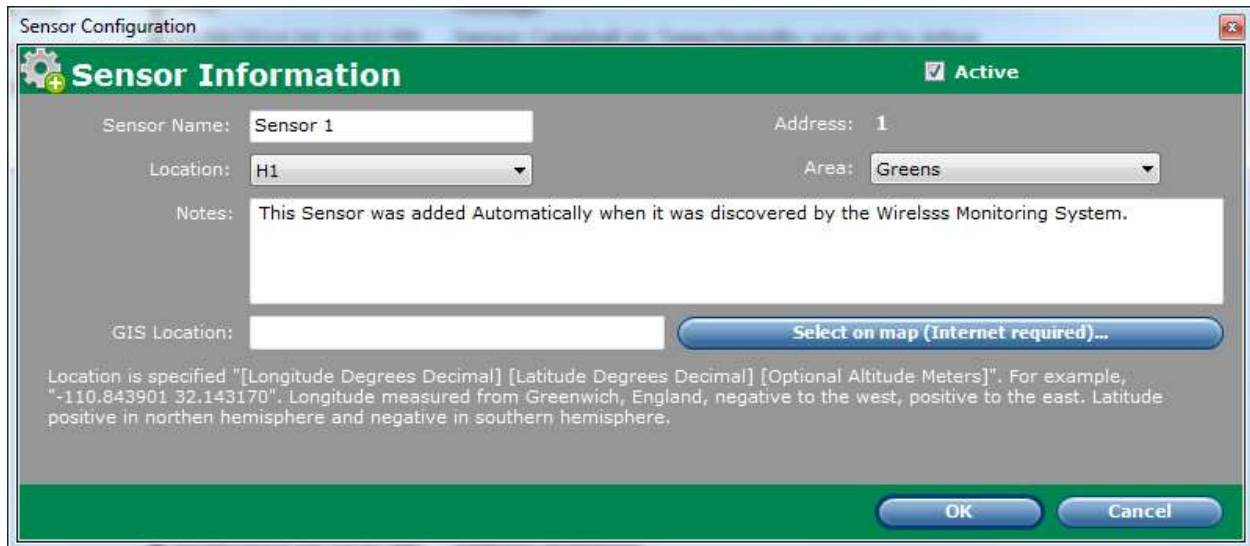 Sensor Configuration
Sensor Information
Active
Sensor Name: Sensor 1
Address: 1
Location: H1
Area: Greens
Notes: This Sensor was added Automatically when it was discovered by the Wirelsss Monitoring System.
GIS Location:
Select on map (Internet required)...
Location is specified "[Longitude Degrees Decimal] [Latitude Degrees Decimal] [Optional Altitude Meters]". For example,
"-110.843901 32.143170". Longitude measured from Greenwich, England, negative to the west, positive to the east. Latitude
positive in northen hemisphere and negative in southern hemisphere.
OK
Cancel